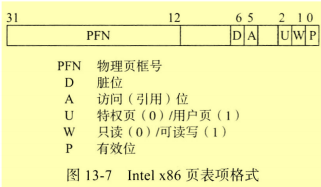 31 12 6 5 2 1 0
PFN D A U W P
PFN 物理页框号
D 脏位
A 访问（引用）位
U 特权页（0）/用户页（1）
W 只读（0）/可读写（1）
P 有效位
图 13-7 Intel x86 页表项格式